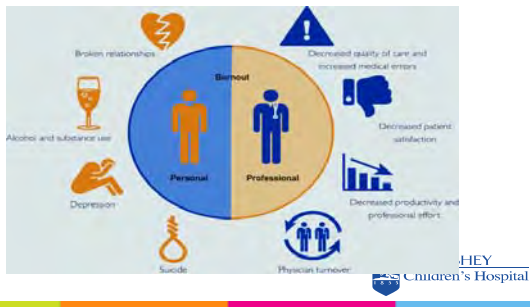 Broken relationships
Decreased quality of care and
increased medical errors
Burnout
Alcohol and substance use
Decreased patient
satisfaction
Personal
Professional
Depression
Decreased productivity and
professional effort
Suicide
Physician turnover
HEY
Children's Hospital
1855